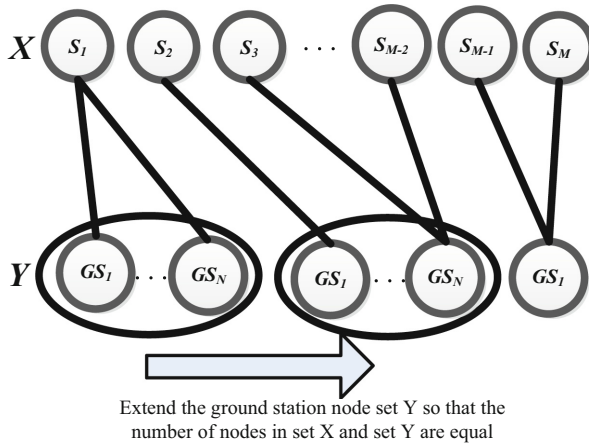 X S1 S2 S3 ... SM-2 SM-1 SM
Y GS1 ... GSN GS1 ... GSN GS1
Extend the ground station node set Y so that the
number of nodes in set X and set Y are equal